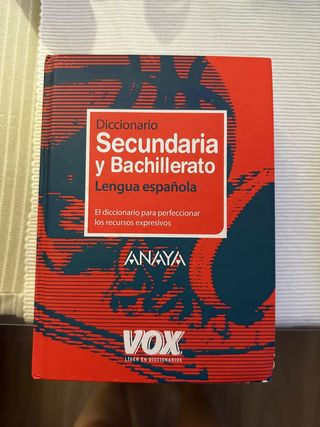 Diccionario
Secundaria
y Bachillerato
Lengua española
El diccionario para perfeccionar
los recursos expresivos
ANAYA
VOX
LÍDER EN DICCIONARIOS